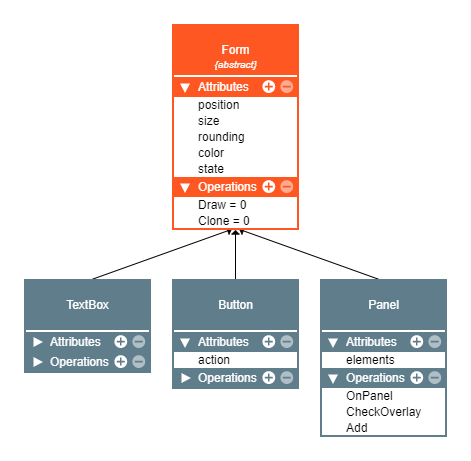 Form
{abstract}
Attributes
position
size
rounding
color
state
Operations
Draw = 0
Clone = 0
TextBox
Attributes
Operations
Button
Attributes
action
Operations
Panel
Attributes
elements
Operations
OnPanel
CheckOverlay
Add